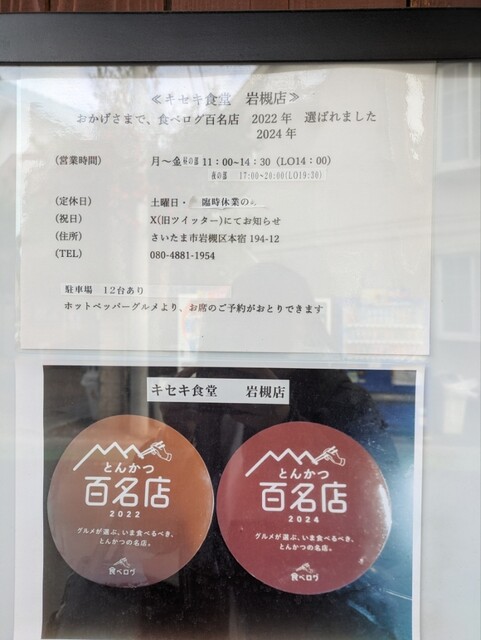 ≪キセキ食堂　岩槻店≫
おかげさまで、食べログ百名店　2022年　選ばれました
2024年
(営業時間)　月～金 昼の部 11:00~14:30 (LO14:00)
夜の部　17:00~20:00(LO19:30)
(定休日)　土曜日・　臨時休業の
(祝日)　X(旧ツイッター)にてお知らせ
(住所)　さいたま市岩槻区本宿 194-12
(TEL)　080-4881-1954
駐車場　12台あり
ホットペッパーグルメより、お席のご予約がおとりできます
キセキ食堂　岩槻店
とんかつ
百名店
2022
グルメが選ぶ、いま食べるべき、
とんかつの名店。
食べログ
とんかつ
百名店
2024
グルメが選ぶ、いま食べるべき、
とんかつの名店。
食べログ